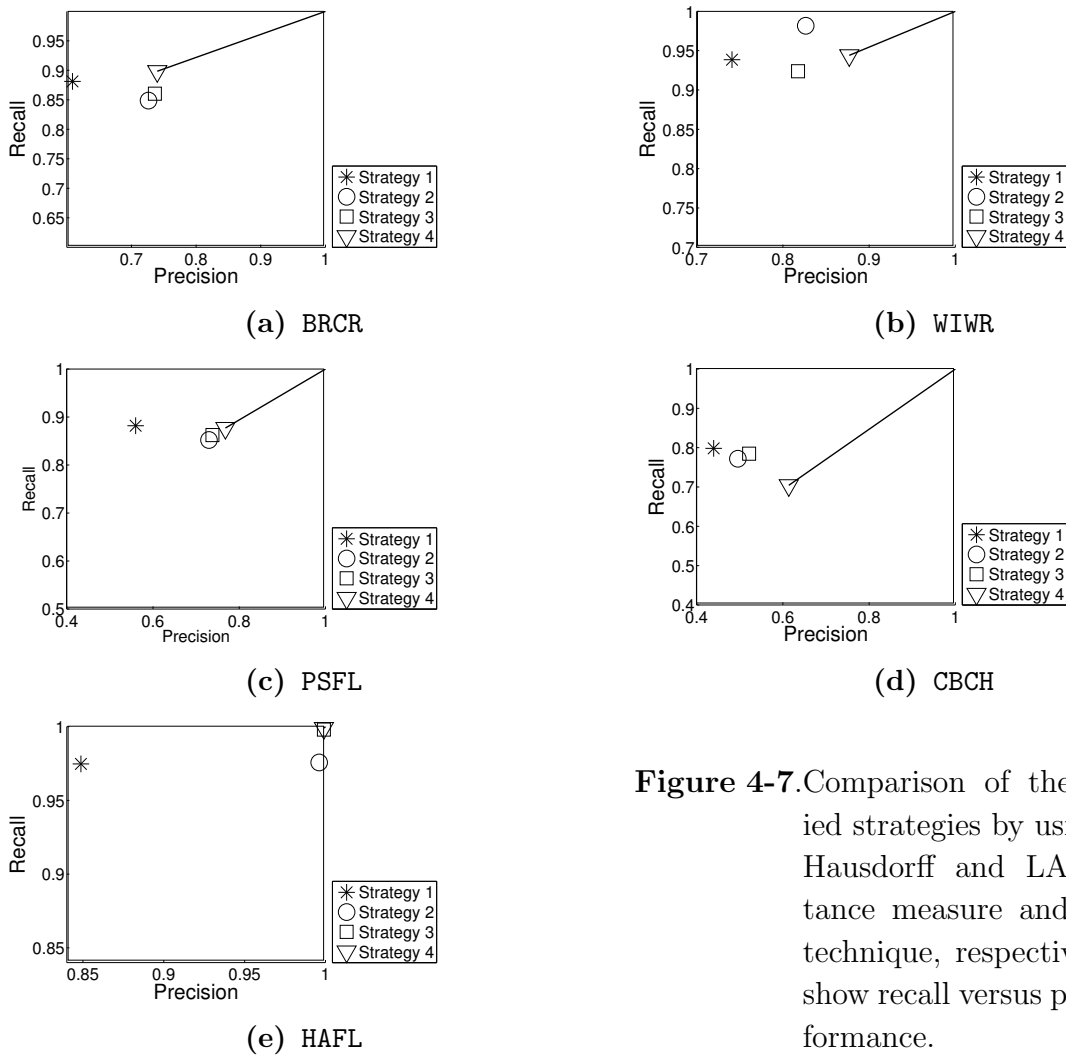 0.95
0.9
0.85
0.8
0.75
0.7
0.65
Recall
0.7 0.8 0.9 1
Precision
Strategy 1
Strategy 2
Strategy 3
Strategy 4
(a) BRCR
1
0.95
0.9
0.85
0.8
0.75
0.7
Recall
0.7 0.8 0.9 1
Precision
Strategy 1
Strategy 2
Strategy 3
Strategy 4
(b) WIWR
1
0.9
0.8
0.7
0.6
0.5
Recall
0.4 0.6 0.8 1
Precision
Strategy 1
Strategy 2
Strategy 3
Strategy 4
(c) PSFL
1
0.9
0.8
0.7
0.6
0.5
0.4
Recall
0.4 0.6 0.8 1
Precision
Strategy 1
Strategy 2
Strategy 3
Strategy 4
(d) CBCH
1
0.95
0.9
0.85
Recall
0.85 0.9 0.95 1
Precision
Strategy 1
Strategy 2
Strategy 3
Strategy 4
(e) HAFL
Figure 4-7.Comparison of the
ied strategies by usi
Hausdorff and LA
tance measure and
technique, respectiv
show recall versus p
formance.